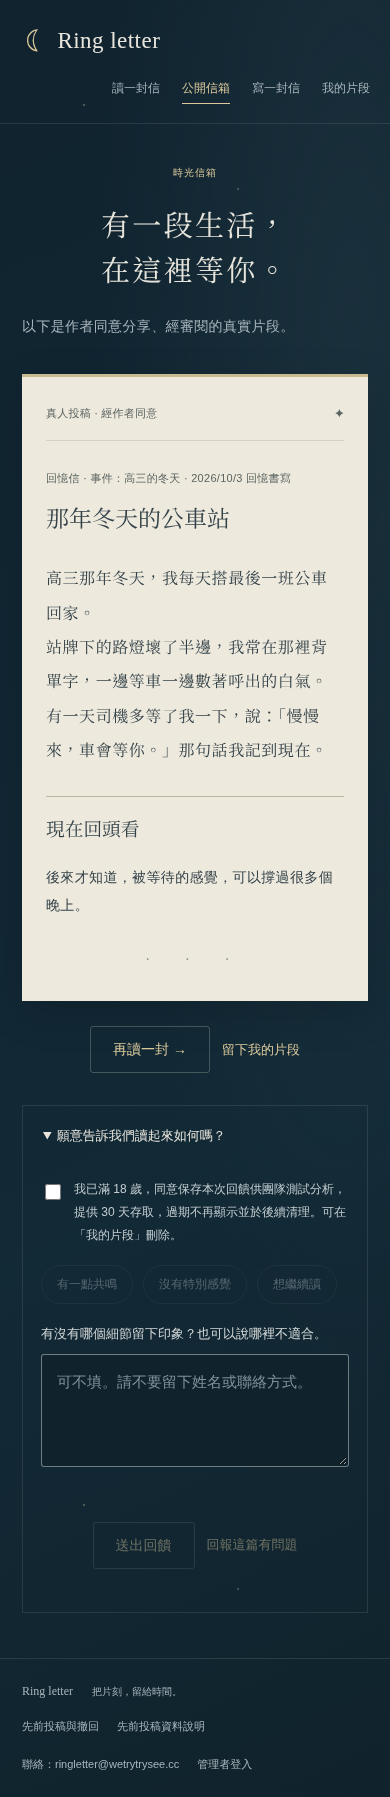 Ring letter
讀一封信 公開信箱 寫一封信 我的片段
時光信箱
有一段生活，
在這裡等你。
以下是作者同意分享、經審閱的真實片段。
真人投稿 · 經作者同意 ✦
回憶信 · 事件：高三的冬天 · 2026/10/3 回憶書寫
那年冬天的公車站
高三那年冬天，我每天搭最後一班公車
回家。
站牌下的路燈壞了半邊，我常在那裡背
單字，一邊等車一邊數著呼出的白氣。
有一天司機多等了我一下，說：「慢慢
來，車會等你。」那句話我記到現在。
現在回頭看
後來才知道，被等待的感覺，可以撐過很多個
晚上。
· · ·
再讀一封 → 留下我的片段
▼ 願意告訴我們讀起來如何嗎？
我已滿 18 歲，同意保存本次回饋供團隊測試分析，
提供 30 天存取，過期不再顯示並於後續清理。可在
「我的片段」刪除。
有一點共鳴 沒有特別感覺 想繼續讀
有沒有哪個細節留下印象？也可以說哪裡不適合。
可不填。請不要留下姓名或聯絡方式。
送出回饋 回報這篇有問題
Ring letter 把片刻，留給時間。
先前投稿與撤回 先前投稿資料說明
聯絡：ringletter@wetrytrysee.cc 管理者登入